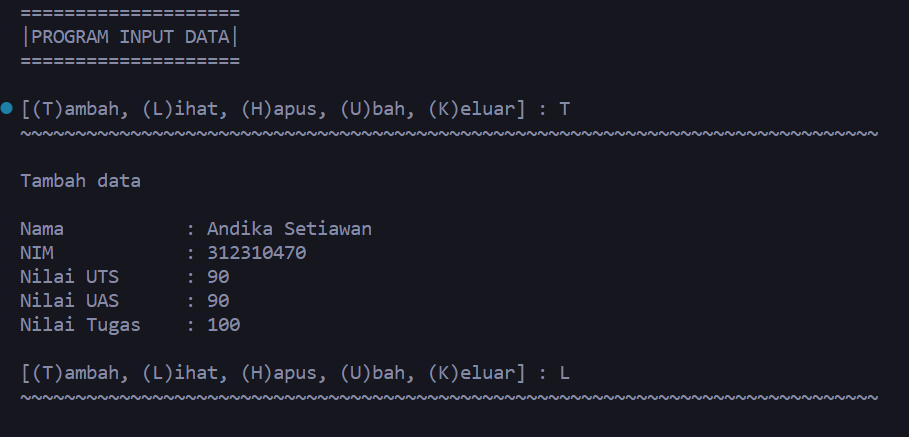 ====================
|PROGRAM INPUT DATA|
====================
[(T)ambah, (L)ihat, (H)apus, (U)bah, (K)eluar] : T
~~~~~~~~~~~~~~~~~~~~~~~~~~~~~~~~~~~~~~~~~~~~~~~~~~~~~~~~~~~~~~~~~~~~~~~~~~~~~~
Tambah data
Nama           : Andika Setiawan
NIM            : 312310470
Nilai UTS      : 90
Nilai UAS      : 90
Nilai Tugas    : 100
[(T)ambah, (L)ihat, (H)apus, (U)bah, (K)eluar] : L
~~~~~~~~~~~~~~~~~~~~~~~~~~~~~~~~~~~~~~~~~~~~~~~~~~~~~~~~~~~~~~~~~~~~~~~~~~~~~~